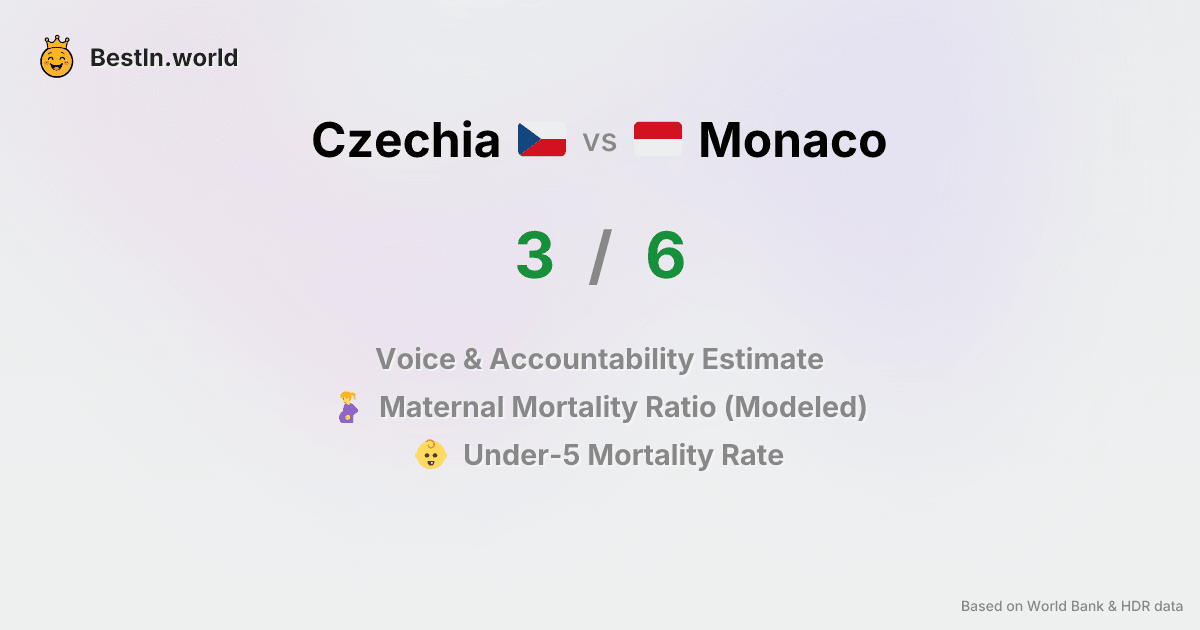 BestIn.world
Czechia vs Monaco
3 / 6
Voice & Accountability Estimate
Maternal Mortality Ratio (Modeled)
Under-5 Mortality Rate
Based on World Bank & HDR data